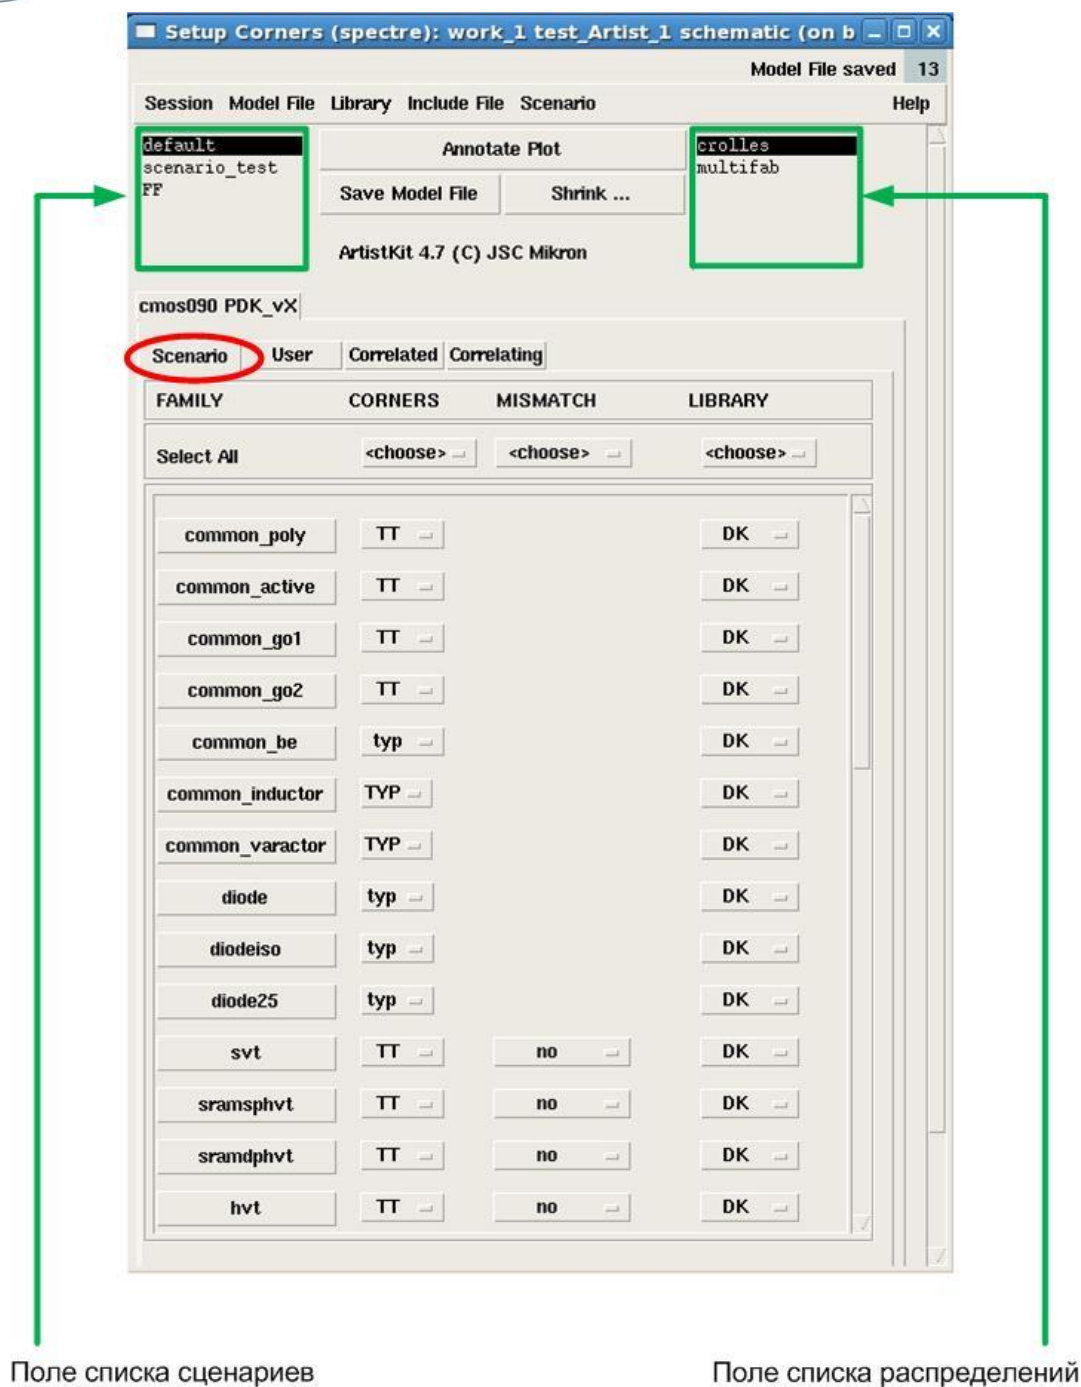 Setup Corners (spectre): work_1 test_Artist_1 schematic (on b
Model File saved 13
Session Model File Library Include File Scenario Help
default
scenario_test
FF
Annotate Plot
Save Model File Shrink ...
crolles
multifab
ArtistKit 4.7 (C) JSC Mikron
cmos090 PDK_vX
Scenario User Correlated Correlating
FAMILY CORNERS MISMATCH LIBRARY
Select All <choose> <choose> <choose>
common_poly TT DK
common_active TT DK
common_go1 TT DK
common_go2 TT DK
common_be typ DK
common_inductor TYP DK
common_varactor TYP DK
diode typ DK
diodeiso typ DK
diode25 typ DK
svt TT no DK
sramsphvt TT no DK
sramdphvt TT no DK
hvt TT no DK
Поле списка сценариев
Поле списка распределений